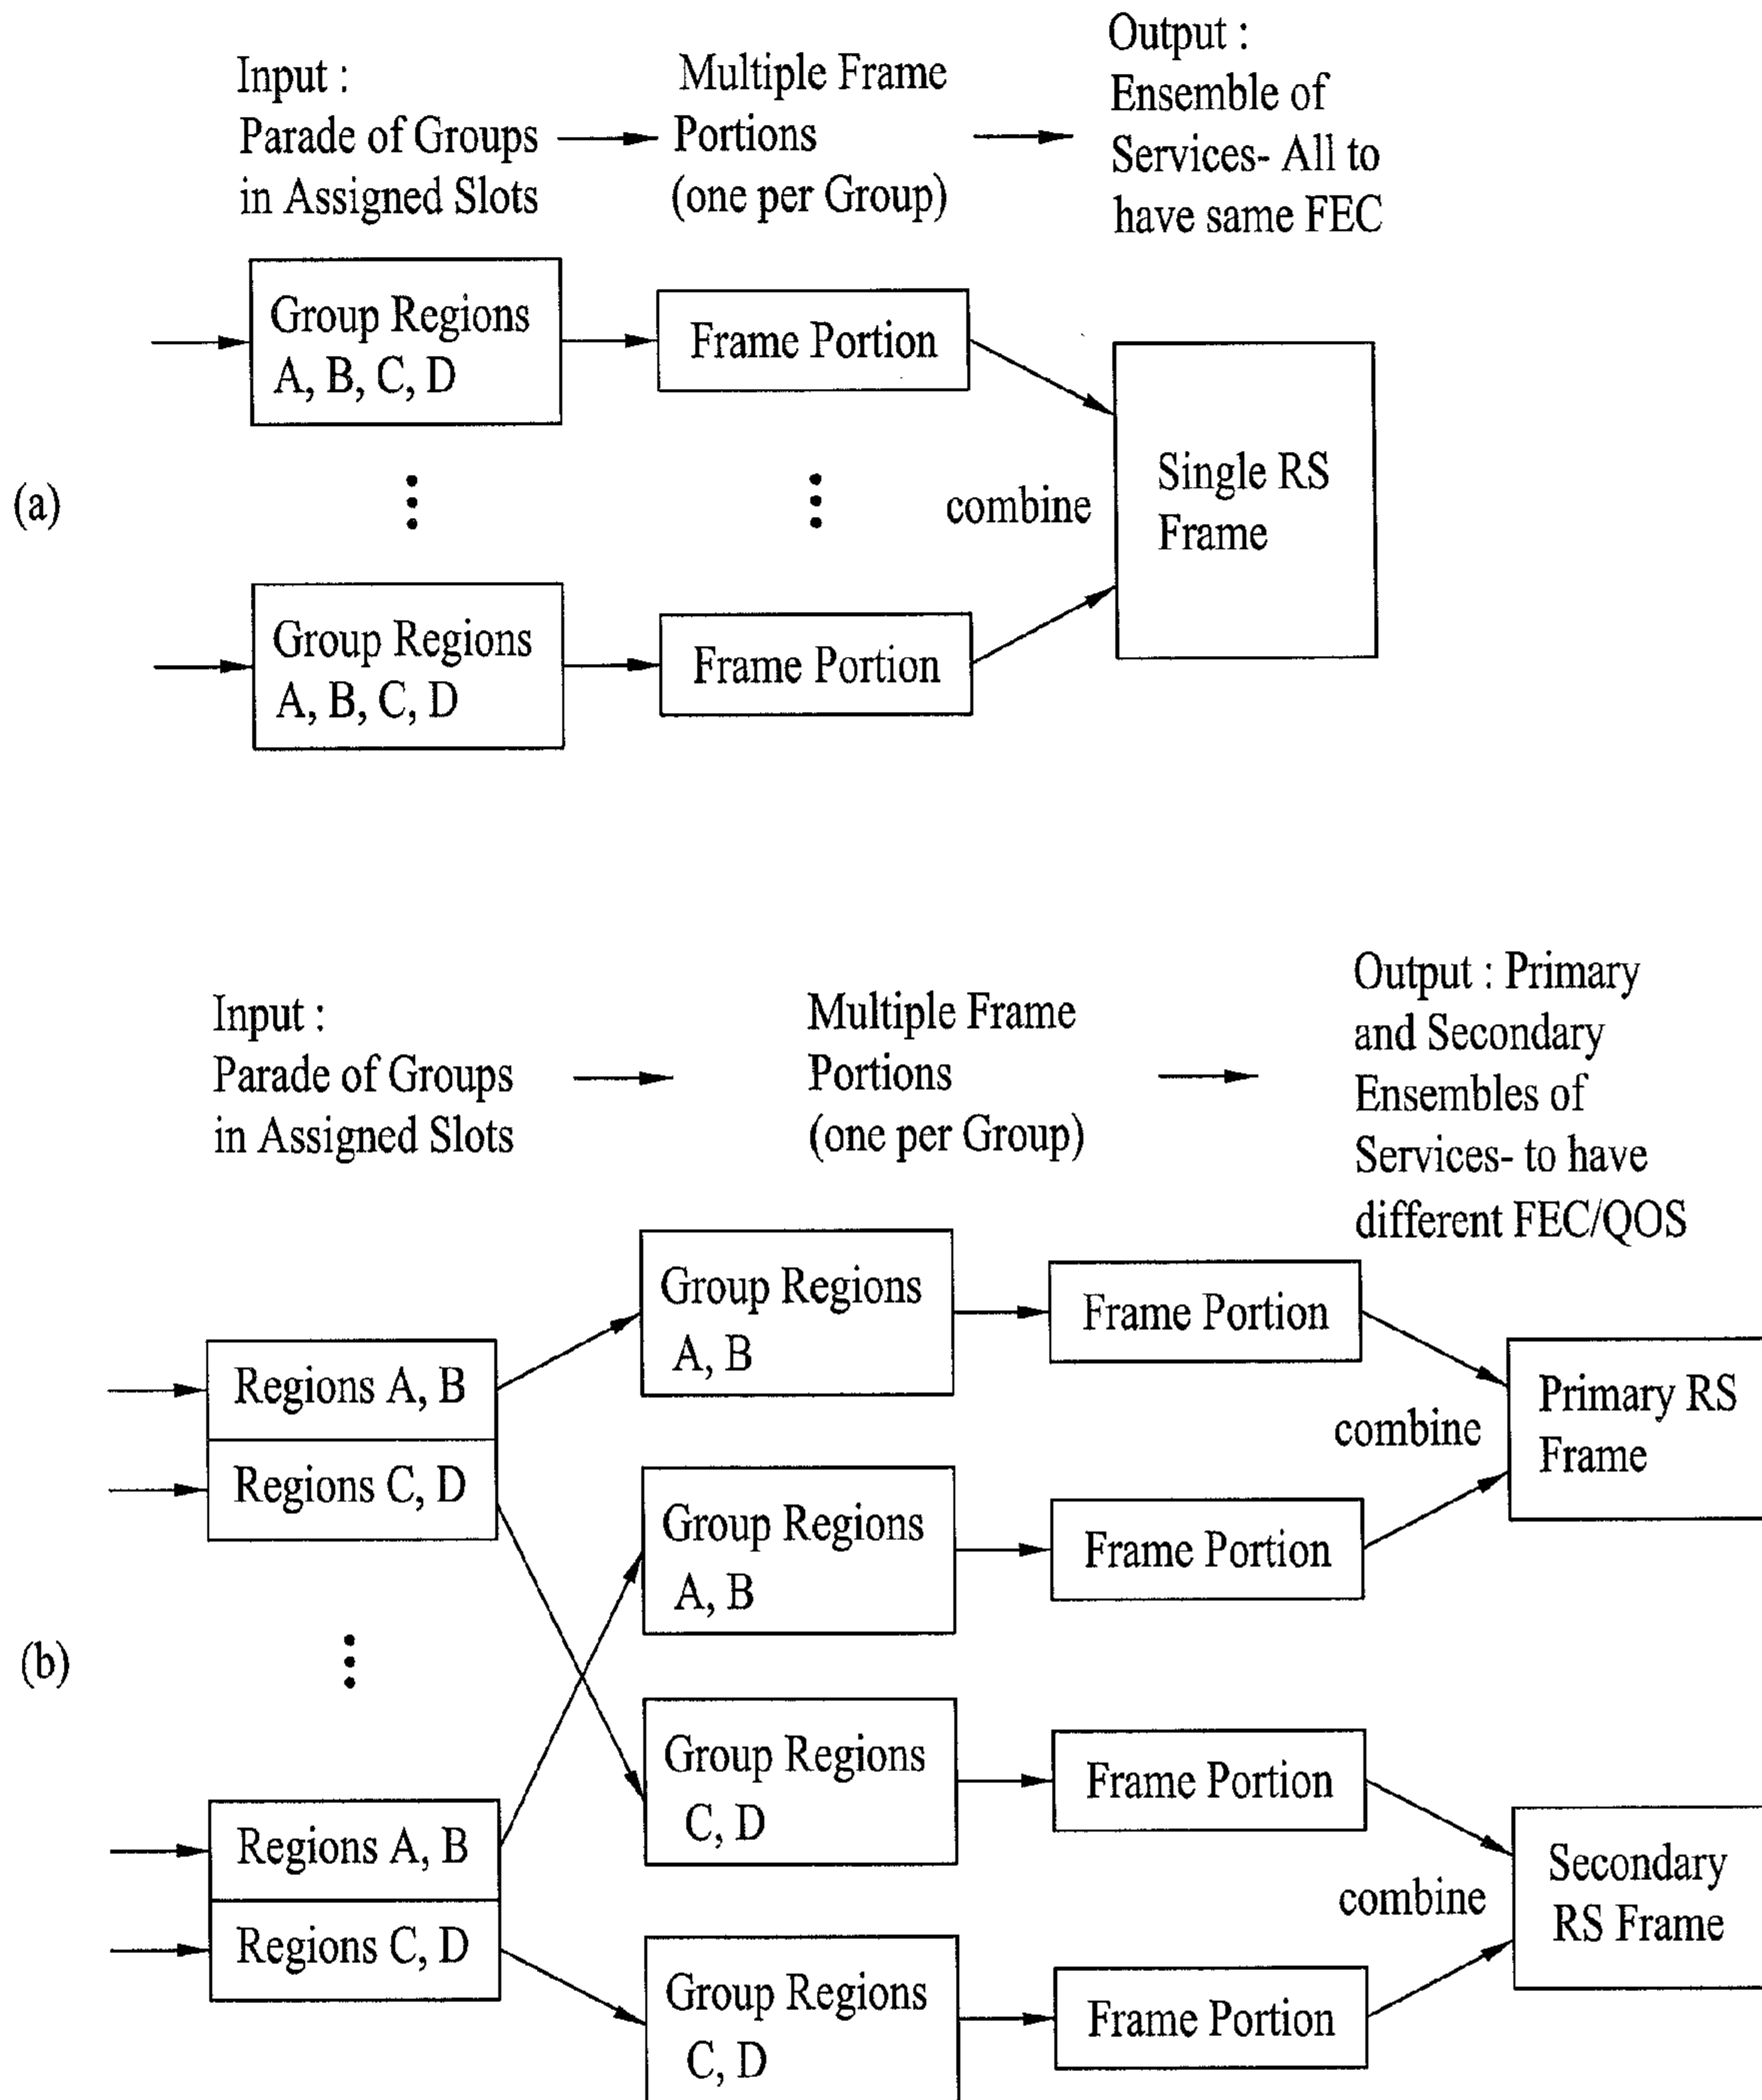 Input :
Parade of Groups
in Assigned Slots
Multiple Frame
Portions
(one per Group)
Output :
Ensemble of
Services- All to
have same FEC
(a)
Group Regions
A, B, C, D
Frame Portion
combine
Single RS
Frame
Group Regions
A, B, C, D
Frame Portion
Input :
Parade of Groups
in Assigned Slots
Multiple Frame
Portions
(one per Group)
Output : Primary
and Secondary
Ensembles of
Services- to have
different FEC/QOS
(b)
Regions A, B
Regions C, D
Group Regions
A, B
Frame Portion
combine
Primary RS
Frame
Group Regions
A, B
Frame Portion
Regions A, B
Regions C, D
Group Regions
C, D
Frame Portion
combine
Secondary
RS Frame
Group Regions
C, D
Frame Portion